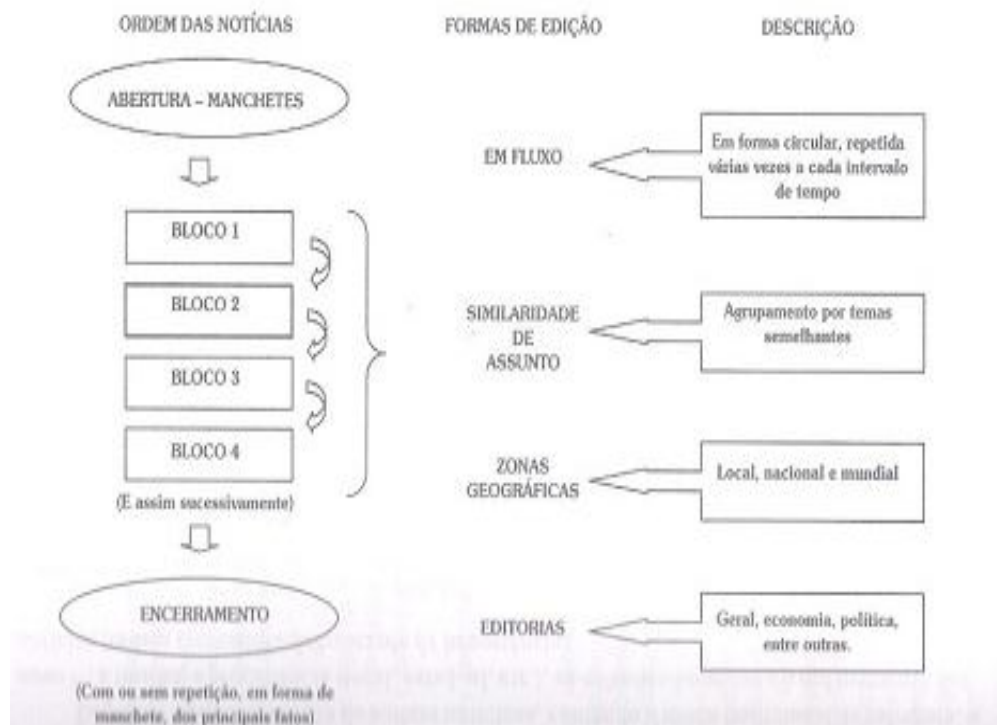 ORDEM DAS NOTÍCIAS
FORMAS DE EDIÇÃO
DESCRIÇÃO
ABERTURA – MANCHETES
BLOCO 1
BLOCO 2
BLOCO 3
BLOCO 4
(E assim sucessivamente)
ENCERRAMENTO
(Com ou sem repetição, em forma de
manchete, dos principais fatos)
EM FLUXO
Em forma circular, repetida
várias vezes a cada intervalo
de tempo
SIMILARIDADE
DE
ASSUNTO
Agrupamento por temas
semelhantes
ZONAS
GEOGRÁFICAS
Local, nacional e mundial
EDITORIAS
Geral, economia, política,
entre outras.